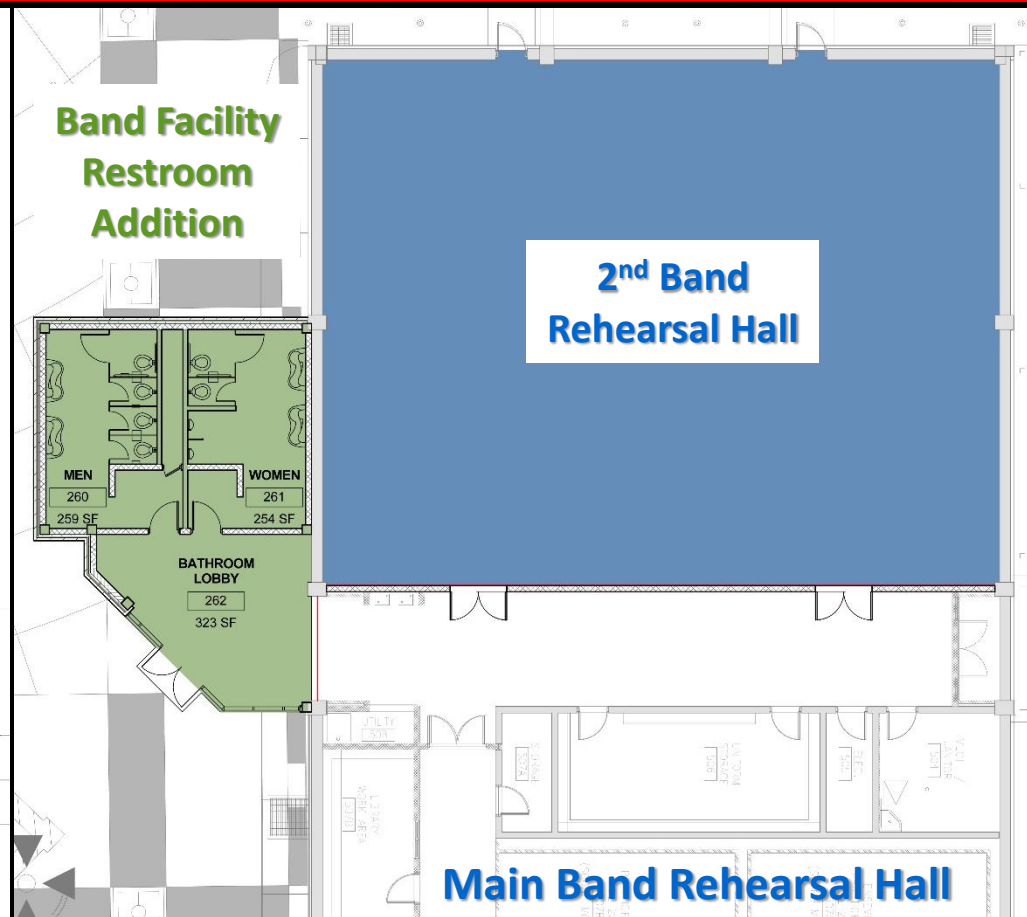 Band Facility
Restroom
Addition
2nd Band
Rehearsal Hall
MEN
260
259 SF
WOMEN
261
254 SF
BATHROOM
LOBBY
262
323 SF
UTILITY
Main Band Rehearsal Hall